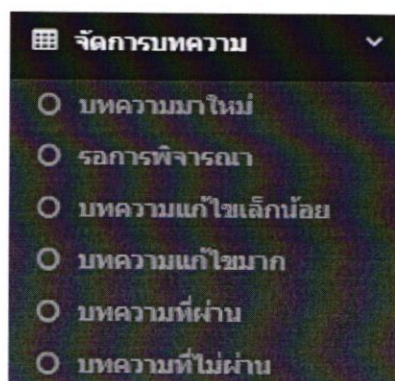 จัดการบทความ
บทความมาใหม่
รอการพิจารณา
บทความแก้ไขเล็กน้อย
บทความแก้ไขมาก
บทความที่ผ่าน
บทความที่ไม่ผ่าน